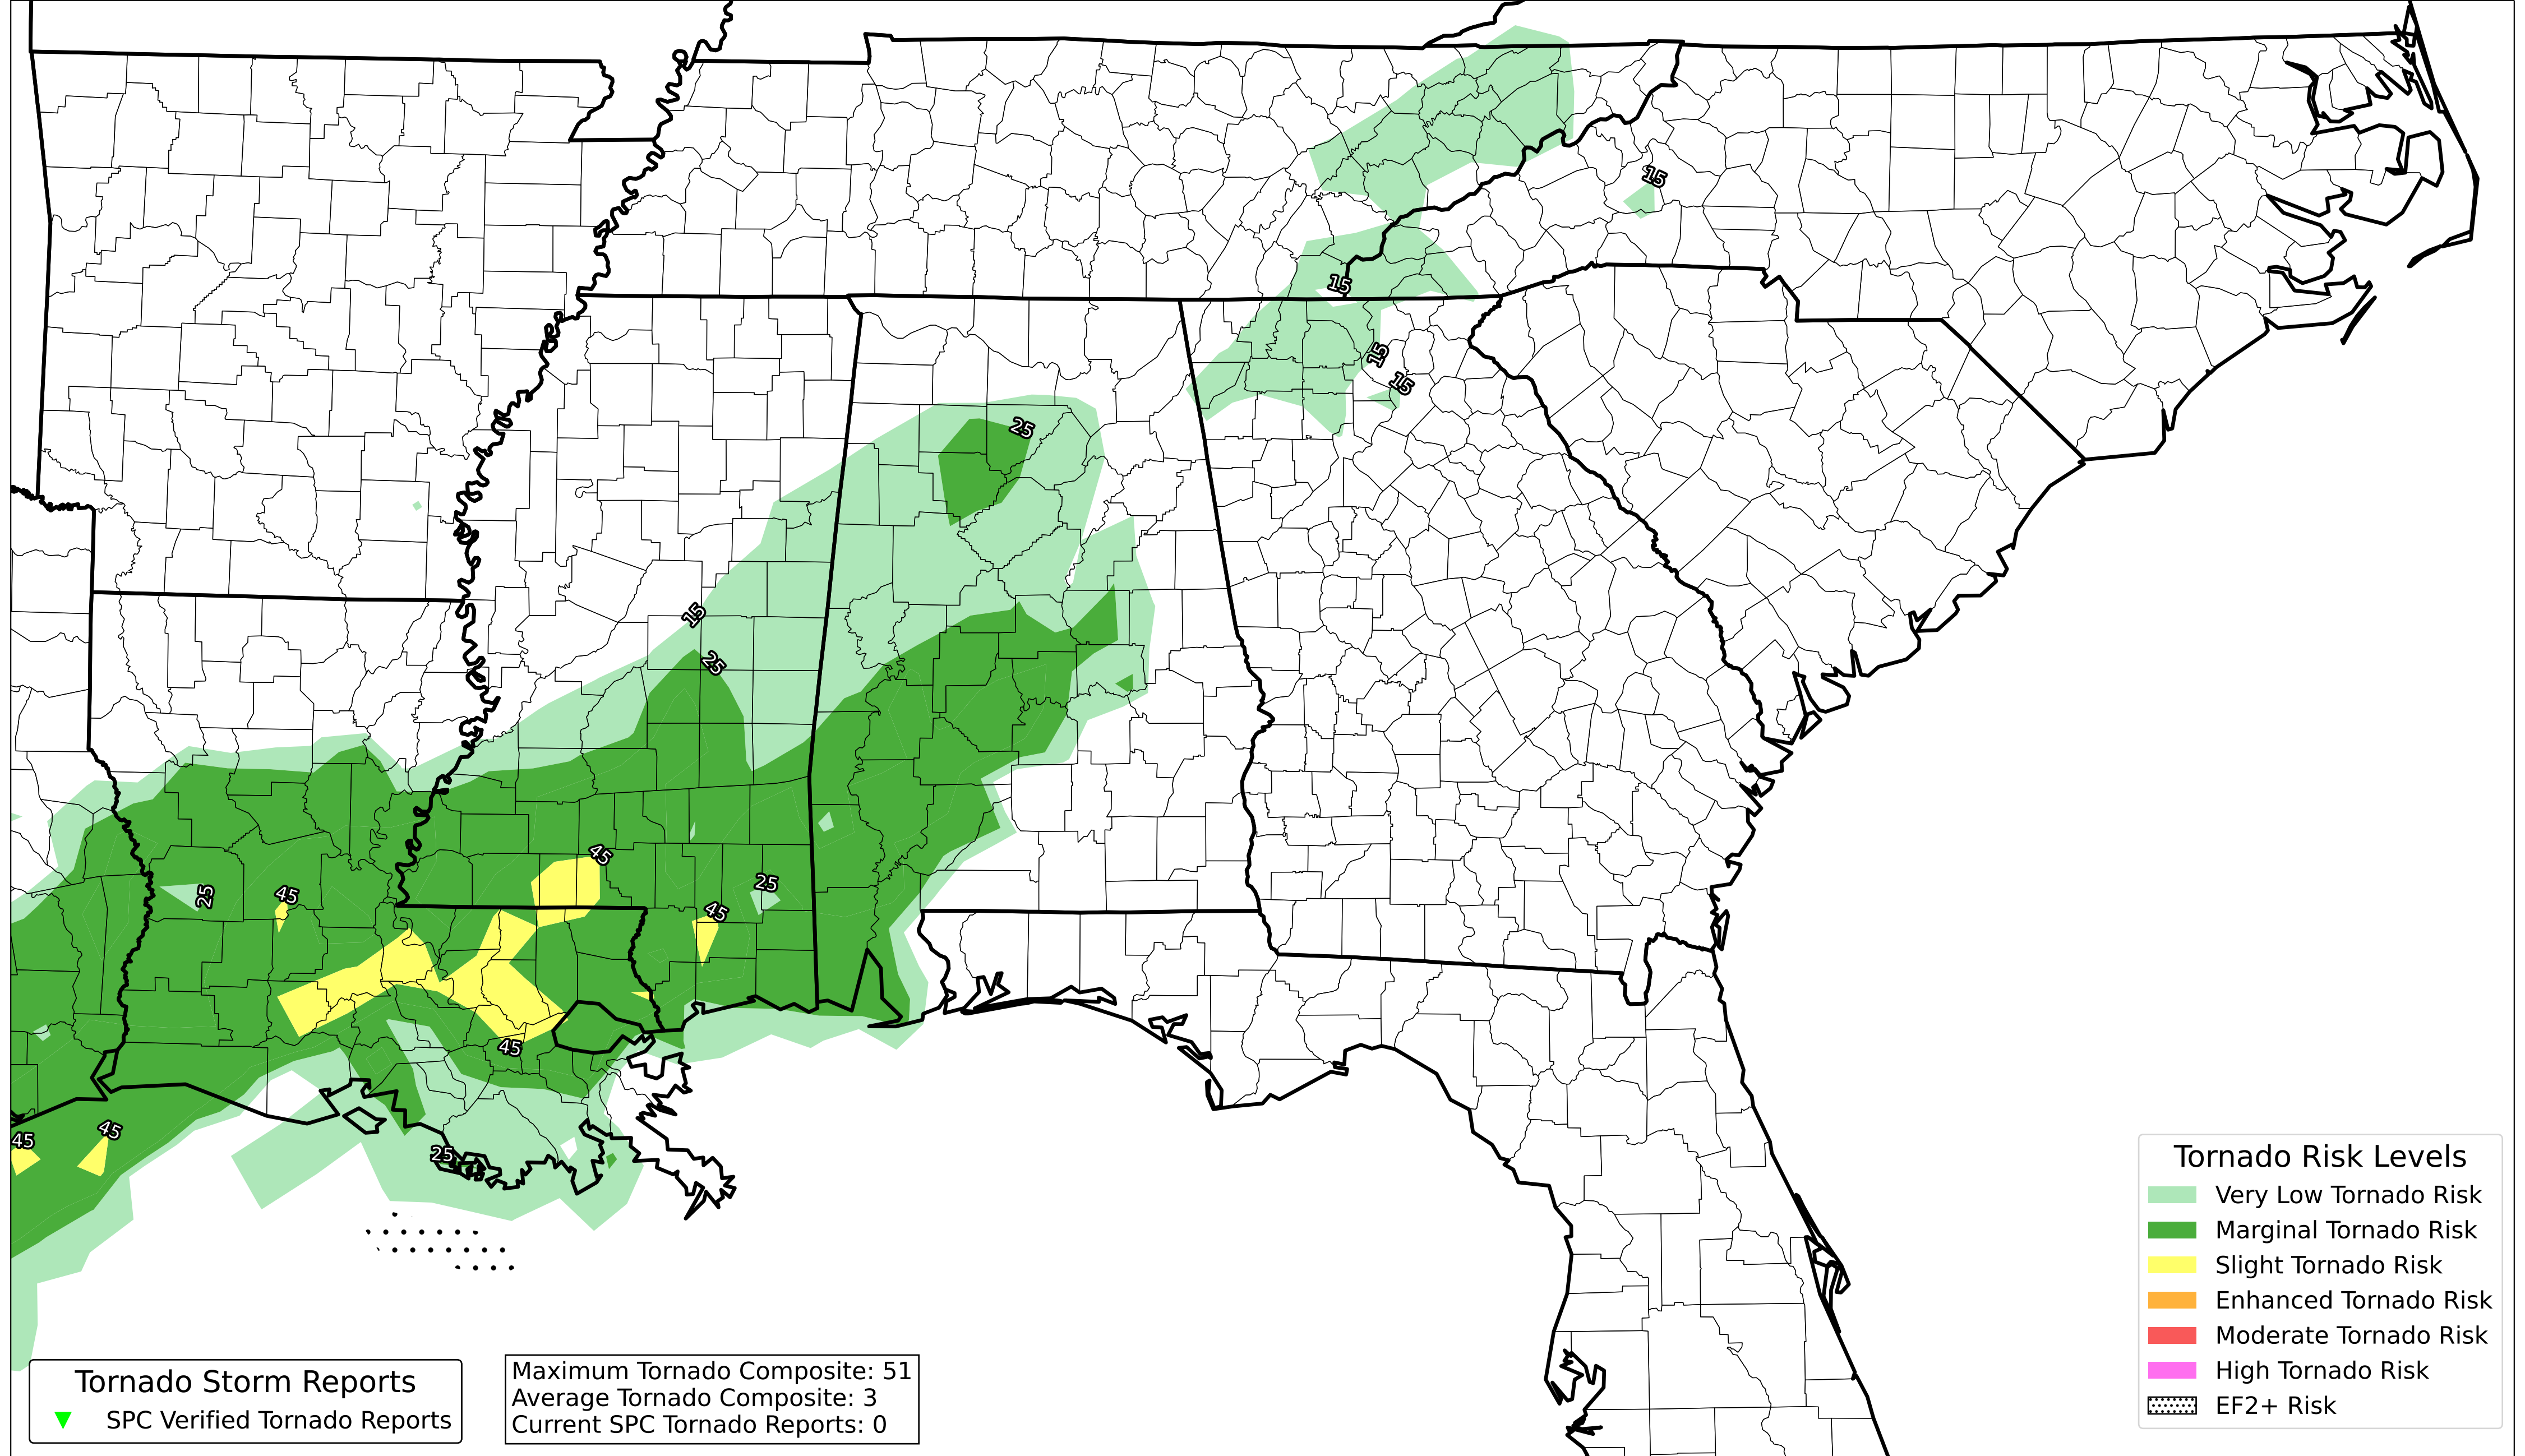 15
15
15
15
25
15
25
45
25
45
25
45
45
45
45
25
Tornado Risk Levels
Very Low Tornado Risk
Marginal Tornado Risk
Slight Tornado Risk
Enhanced Tornado Risk
Moderate Tornado Risk
High Tornado Risk
EF2+ Risk
Tornado Storm Reports
SPC Verified Tornado Reports
Maximum Tornado Composite: 51
Average Tornado Composite: 3
Current SPC Tornado Reports: 0